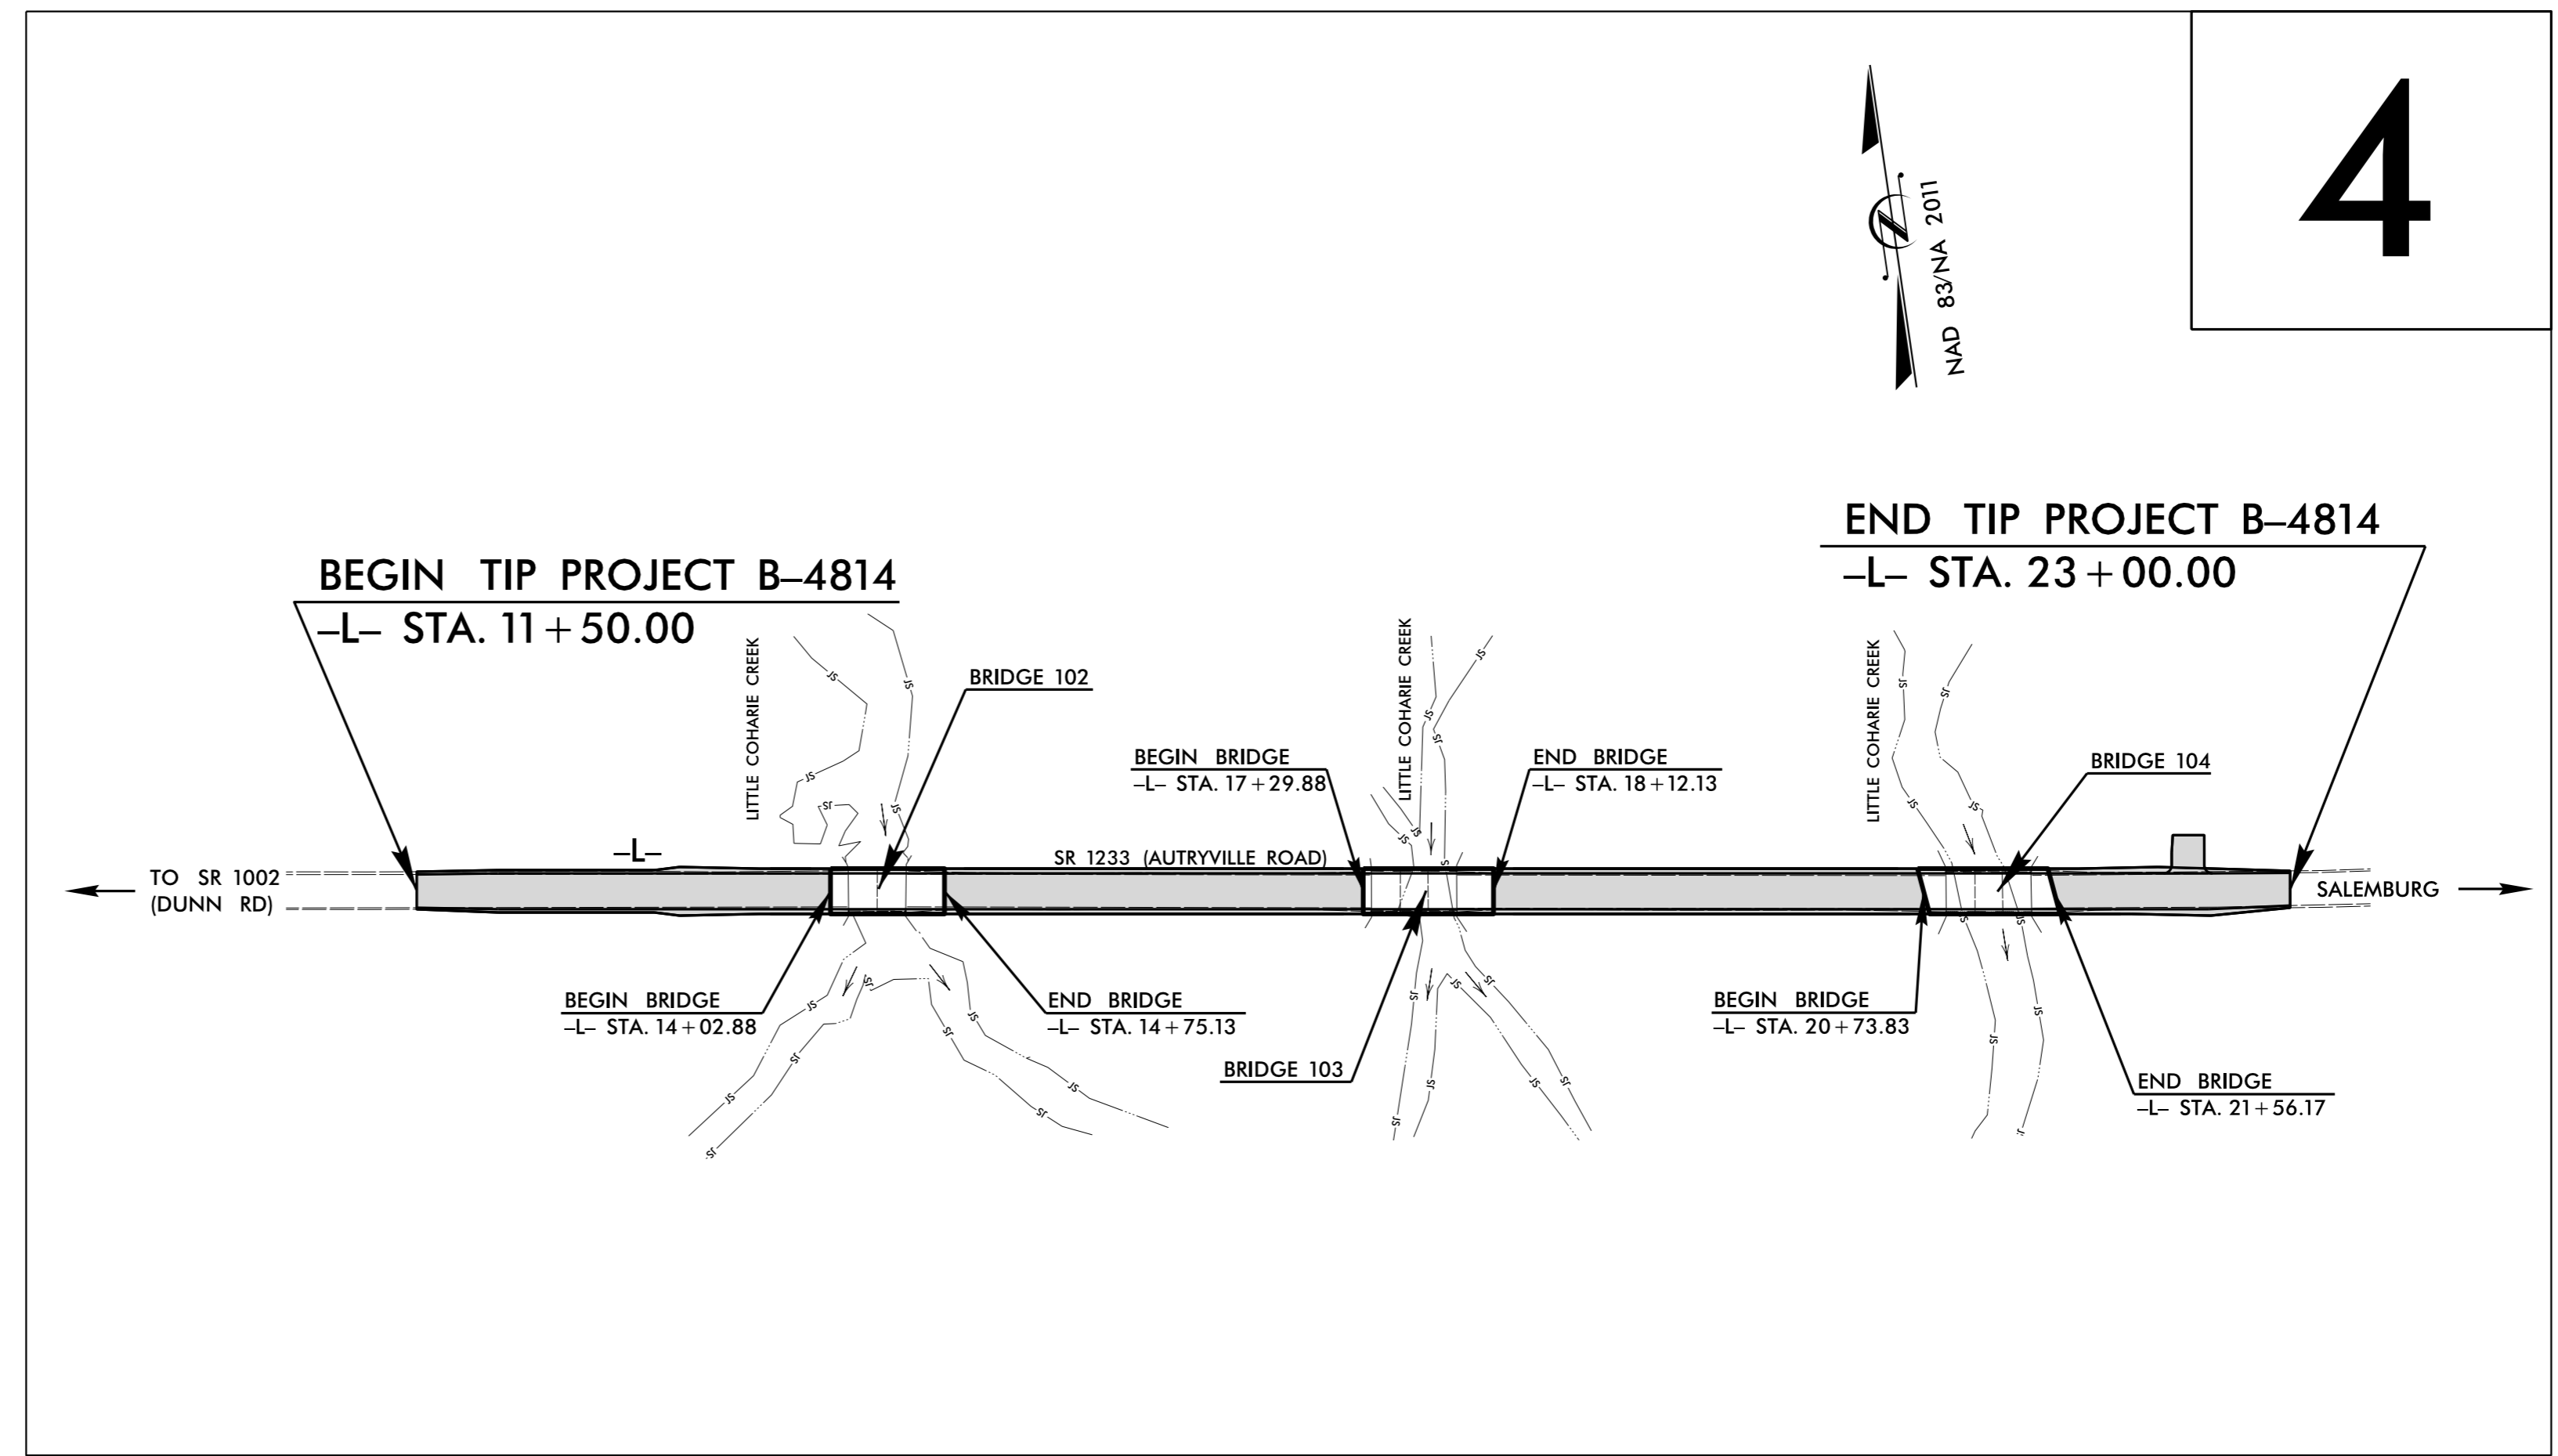 4
NAD 83/NA 2011
END TIP PROJECT B–4814
–L– STA. 23+00.00
BEGIN TIP PROJECT B–4814
–L– STA. 11+50.00
LITTLE COHARIE CREEK
BRIDGE 102
BEGIN BRIDGE
–L– STA. 17+29.88
LITTLE COHARIE CREEK
END BRIDGE
–L– STA. 18+12.13
LITTLE COHARIE CREEK
BRIDGE 104
–L–
SR 1233 (AUTRYVILLE ROAD)
TO SR 1002
(DUNN RD)
SALEMBURG
BEGIN BRIDGE
–L– STA. 14+02.88
END BRIDGE
–L– STA. 14+75.13
BRIDGE 103
BEGIN BRIDGE
–L– STA. 20+73.83
END BRIDGE
–L– STA. 21+56.17